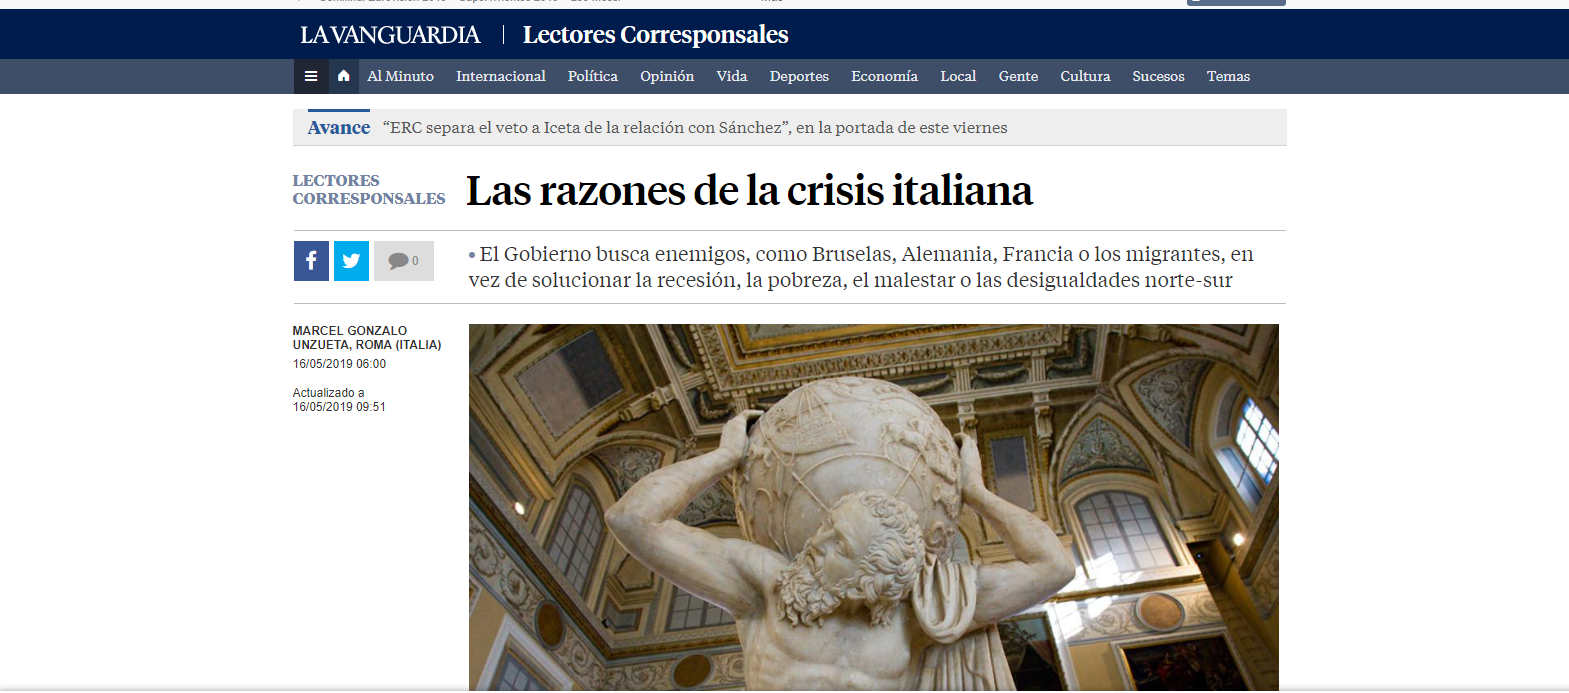 LA VANGUARDIA | Lectores Corresponsales
Al Minuto Internacional Política Opinión Vida Deportes Economía Local Gente Cultura Sucesos Temas
Avance “ERC separa el veto a Iceta de la relación con Sánchez”, en la portada de este viernes
LECTORES
CORRESPONSALES
Las razones de la crisis italiana
0
• El Gobierno busca enemigos, como Bruselas, Alemania, Francia o los migrantes, en
vez de solucionar la recesión, la pobreza, el malestar o las desigualdades norte-sur
MARCEL GONZALO
UNZUETA, ROMA (ITALIA)
16/05/2019 06:00
Actualizado a
16/05/2019 09:51